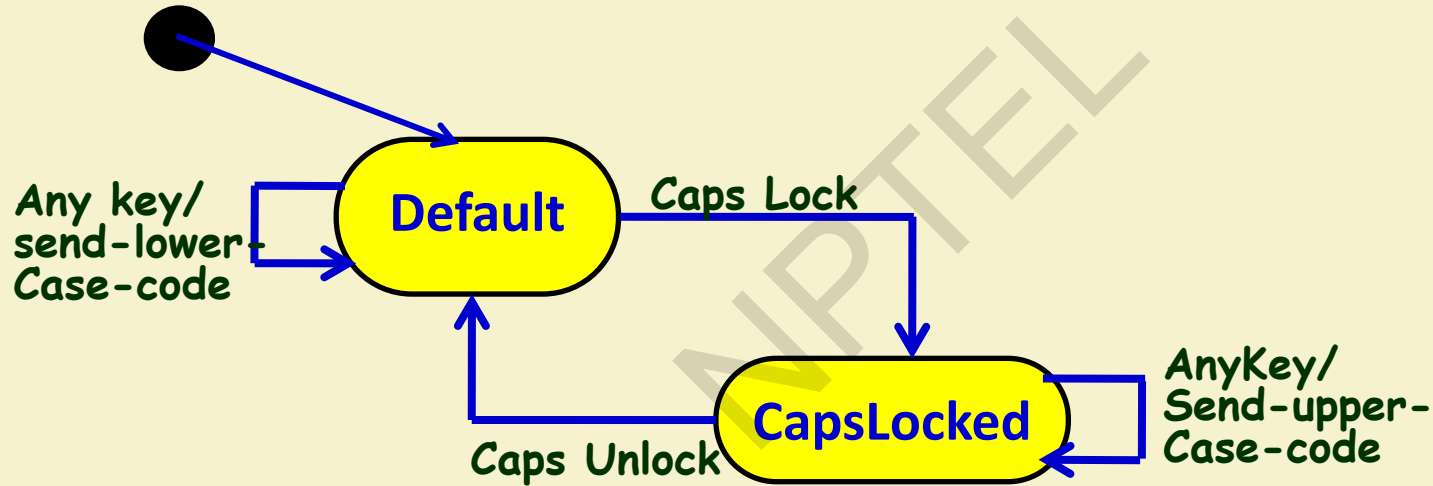 Default
Caps Lock
Any key/
send-lower-
Case-code
NPTEL
CapsLocked
Caps Unlock
AnyKey/
Send-upper-
Case-code